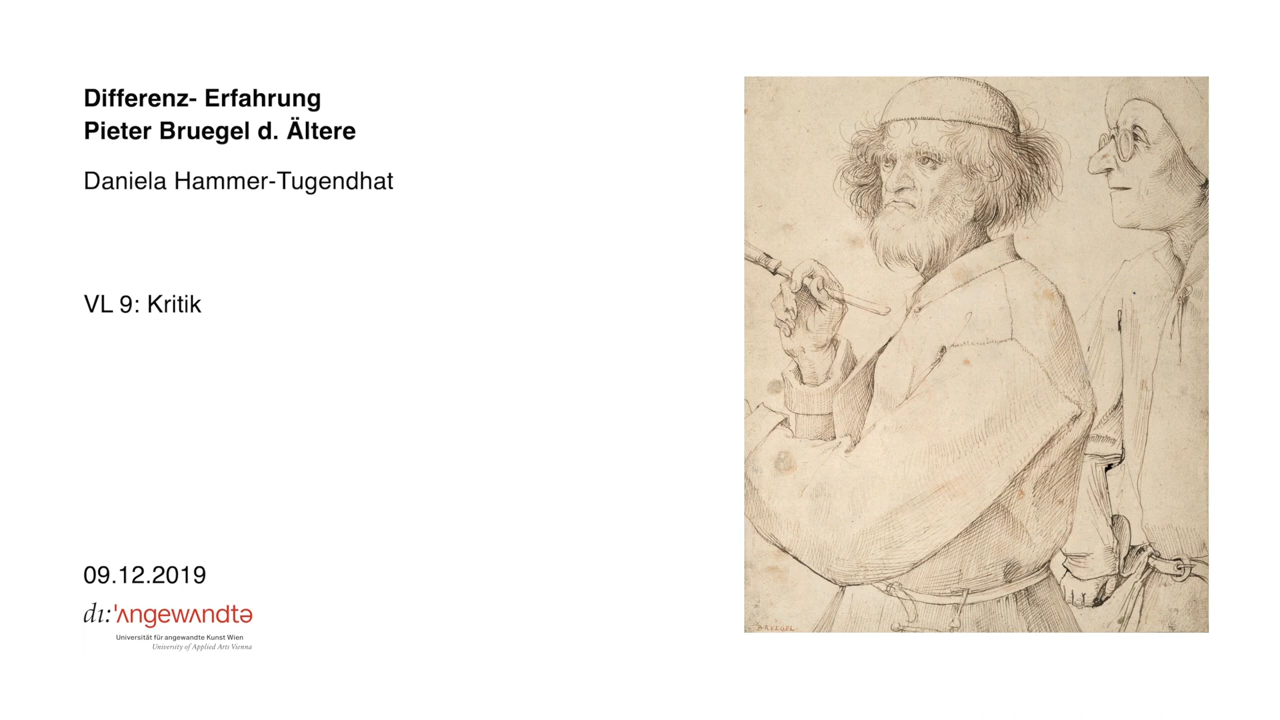 Differenz- Erfahrung
Pieter Bruegel d. Ältere
Daniela Hammer-Tugendhat
VL 9: Kritik
09.12.2019
dı:'ʌngewʌndtə
Universität für angewandte Kunst Wien
University of Applied Arts Vienna
BRVEGEL